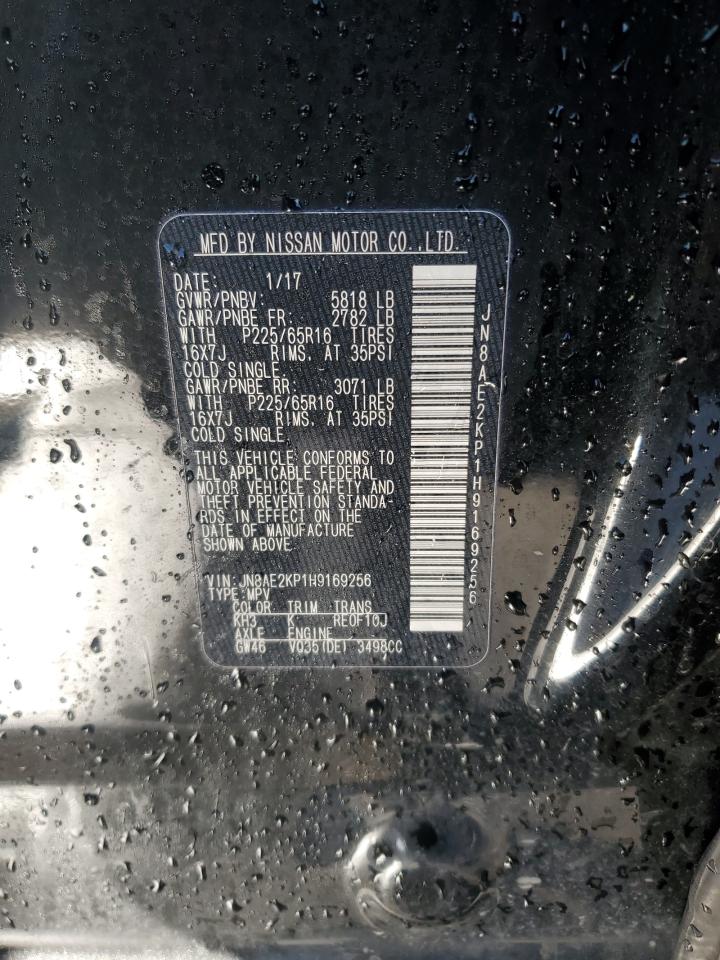 MFD BY NISSAN MOTOR CO.,LTD.
DATE: 1/17
GVWR/PNBV: 5818 LB
GAWR/PNBE FR: 2782 LB
WITH P225/65R16 TIRES
16X7J RIMS, AT 35PSI
COLD SINGLE.
GAWR/PNBE RR: 3071 LB
WITH P225/65R16 TIRES
16X7J RIMS, AT 35PSI
COLD SINGLE.
THIS VEHICLE CONFORMS TO
ALL APPLICABLE FEDERAL
MOTOR VEHICLE SAFETY AND
THEFT PREVENTION STANDA-
RDS IN EFFECT ON THE
DATE OF MANUFACTURE
SHOWN ABOVE.
VIN: JN8AE2KP1H9169256
TYPE: MPV
COLOR TRIM TRANS
KH3 K RE0F10J
AXLE ENGINE
GW46 VQ35(DE) 3498CC
JN8AE2KP1H9169256